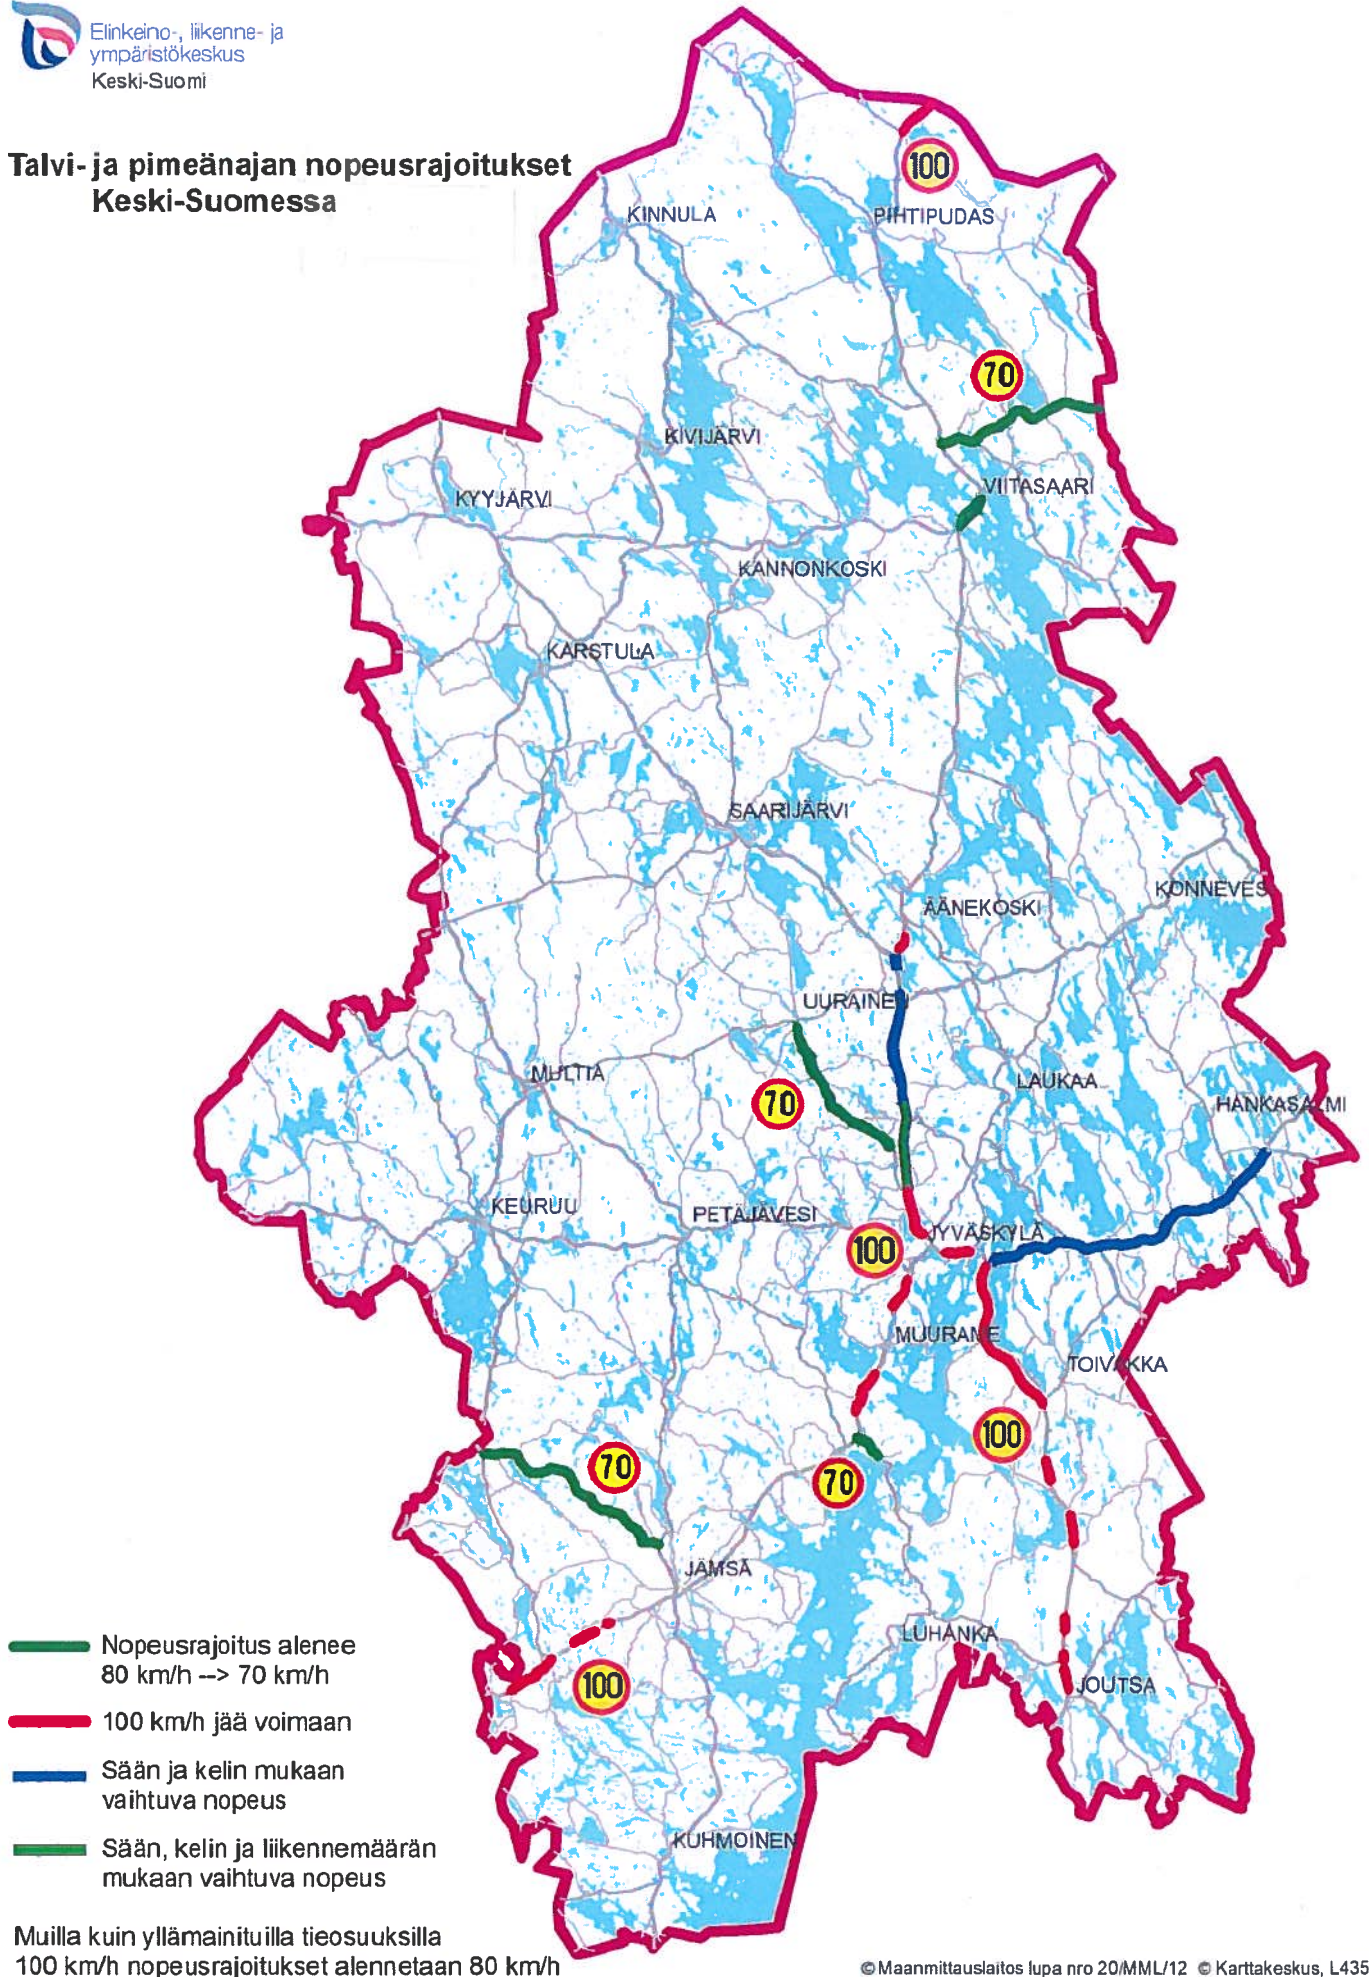 Elinkeino-, liikenne- ja
ympäristökeskus
Keski-Suomi
Talvi- ja pimeänajan nopeusrajoitukset
Keski-Suomessa
100
KINNULA
PIHTIPUDAS
70
KIVIJÄRVI
KYYJÄRVI
VIITASAARI
KANNONKOSKI
KARSTULA
SAARIJÄRVI
KONNEVES
ÄÄNEKOSKI
UURAINEN
MULTIA
LAUKAA
70
HANKASALMI
KEURUU
PETÄJÄVESI
JYVÄSKYLÄ
100
MUURAME
TOIVAKKA
100
70
70
JÄMSÄ
LUHANKA
100
JOUTSA
KUHMOINEN
Nopeusrajoitus alenee
80 km/h --> 70 km/h
100 km/h jää voimaan
Sään ja kelin mukaan
vaihtuva nopeus
Sään, kelin ja liikennemäärän
mukaan vaihtuva nopeus
Muilla kuin yllämainituilla tieosuuksilla
100 km/h nopeusrajoitukset alennetaan 80 km/h
© Maanmittauslaitos lupa nro 20/MML/12 © Karttakeskus, L435